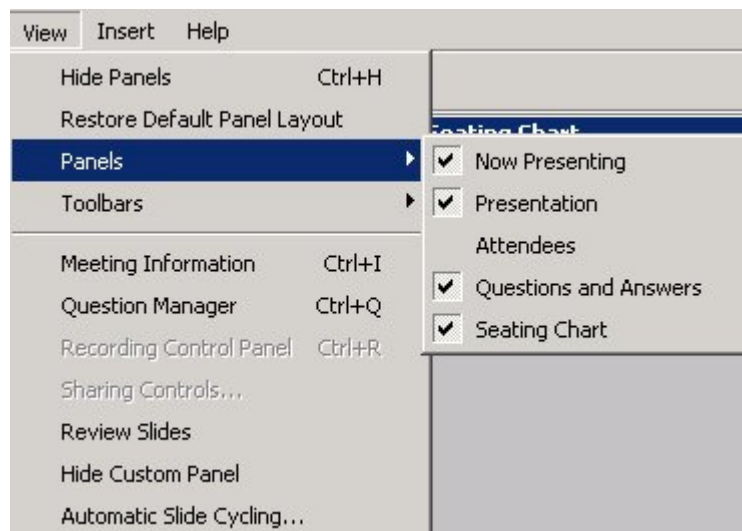 View Insert Help
Hide Panels Ctrl+H
Restore Default Panel Layout
Seating Chart
Panels
Now Presenting
Toolbars
Presentation
Attendees
Meeting Information Ctrl+I
Questions and Answers
Question Manager Ctrl+Q
Seating Chart
Recording Control Panel Ctrl+R
Sharing Controls...
Review Slides
Hide Custom Panel
Automatic Slide Cycling...